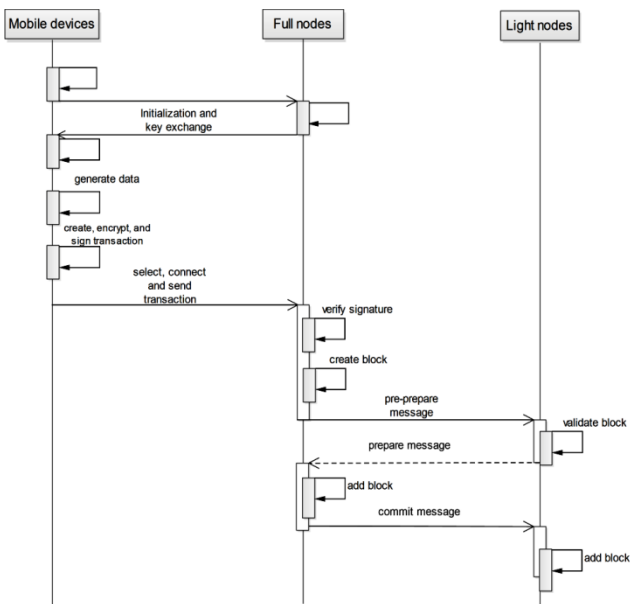 Mobile devices
Full nodes
Light nodes
Initialization and
key exchange
generate data
create, encrypt, and
sign transaction
select, connect
and send
transaction
verify signature
create block
pre-prepare
message
validate block
prepare message
add block
commit message
add block